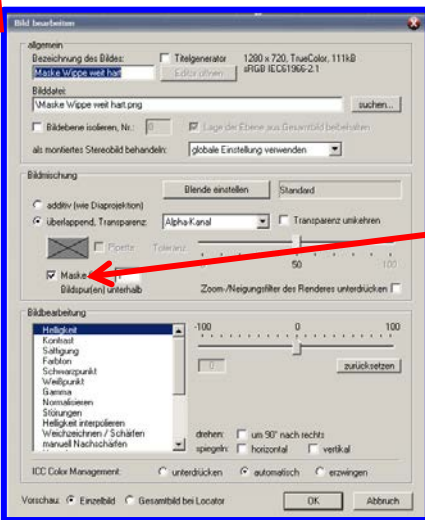 Bild bearbeiten
allgemein
Bezeichnung des Bildes:
Titelgenerator
1280 x 720, TrueColor, 111kB
Maske Wippe weit hart
Editor öffnen
sRGB IEC61966-2.1
Bilddatei:
\Maske Wippe weit hart.png
suchen...
Bildebene isolieren, Nr.:
0
Lage der Ebene aus Gesamtbild beibehalten
als montiertes Stereobild behandeln:
globale Einstellung verwenden
Bildmischung
Blende einstellen
Standard
additiv (wie Diaprojektion)
überlappend, Transparenz:
Alpha-Kanal
Transparenz umkehren
Pipette
Toleranz
50
100
Maske
Bildspur(en) unterhalb
Zoom-/Neigungsfilter des Renderes unterdrücken
Bildbearbeitung
Helligkeit
-100
0
100
Kontrast
Sättigung
Farbton
Schwarzpunkt
0
zurücksetzen
Weißpunkt
Gamma
Normalisieren
Störungen
Helligkeit interpolieren
Weichzeichnen / Schärfen
drehen:
um 90° nach rechts
manuell Nachschärfen
spiegeln:
horizontal
vertikal
ICC Color Management:
unterdrücken
automatisch
erzwingen
Vorschau:
Einzelbild
Gesamtbild bei Locator
OK
Abbruch